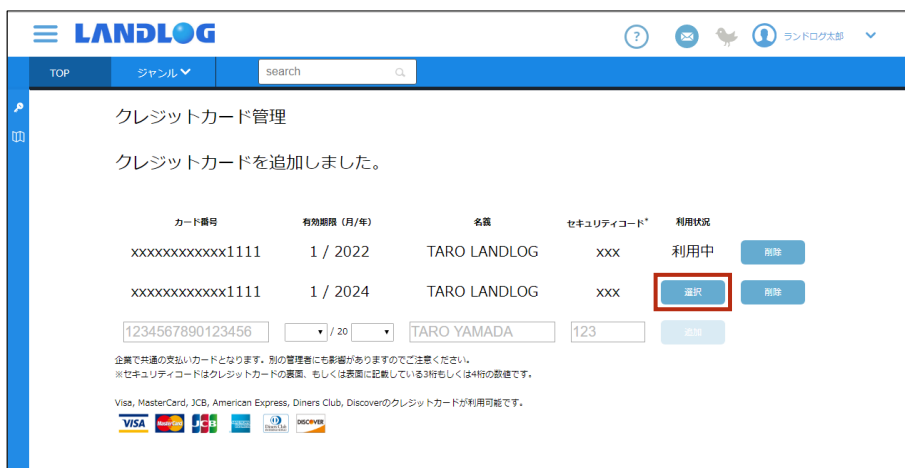 LANDLOG
? ランドログ太郎
TOP ジャンル search
クレジットカード管理
クレジットカードを追加しました。
カード番号 有効期限（月/年） 名義 セキュリティコード* 利用状況
xxxxxxxxxxxx1111 1 / 2022 TARO LANDLOG xxx 利用中 削除
xxxxxxxxxxxx1111 1 / 2024 TARO LANDLOG xxx 選択 削除
1234567890123456 / 20 TARO YAMADA 123 追加
企業で共通の支払いカードとなります。別の管理者にも影響がありますのでご注意ください。
※セキュリティコードはクレジットカードの裏面、もしくは表面に記載している3桁もしくは4桁の数値です。
Visa, MasterCard, JCB, American Express, Diners Club, Discoverのクレジットカードが利用可能です。
VISA MasterCard JCB Diners Club DISCOVER